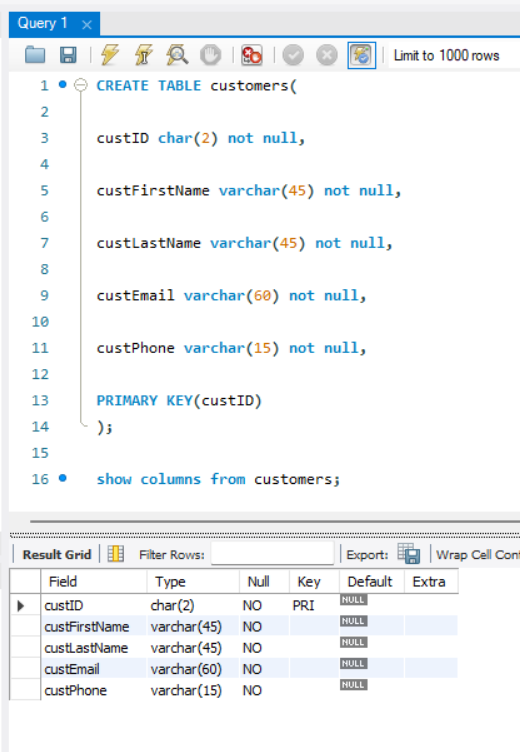 Query 1
Limit to 1000 rows
1 CREATE TABLE customers(
2
3 custID char(2) not null,
4
5 custFirstName varchar(45) not null,
6
7 custLastName varchar(45) not null,
8
9 custEmail varchar(60) not null,
10
11 custPhone varchar(15) not null,
12
13 PRIMARY KEY(custID)
14 );
15
16 show columns from customers;
Result Grid Filter Rows: Export: Wrap Cell Cont
Field Type Null Key Default Extra
custID char(2) NO PRI NULL
custFirstName varchar(45) NO NULL
custLastName varchar(45) NO NULL
custEmail varchar(60) NO NULL
custPhone varchar(15) NO NULL